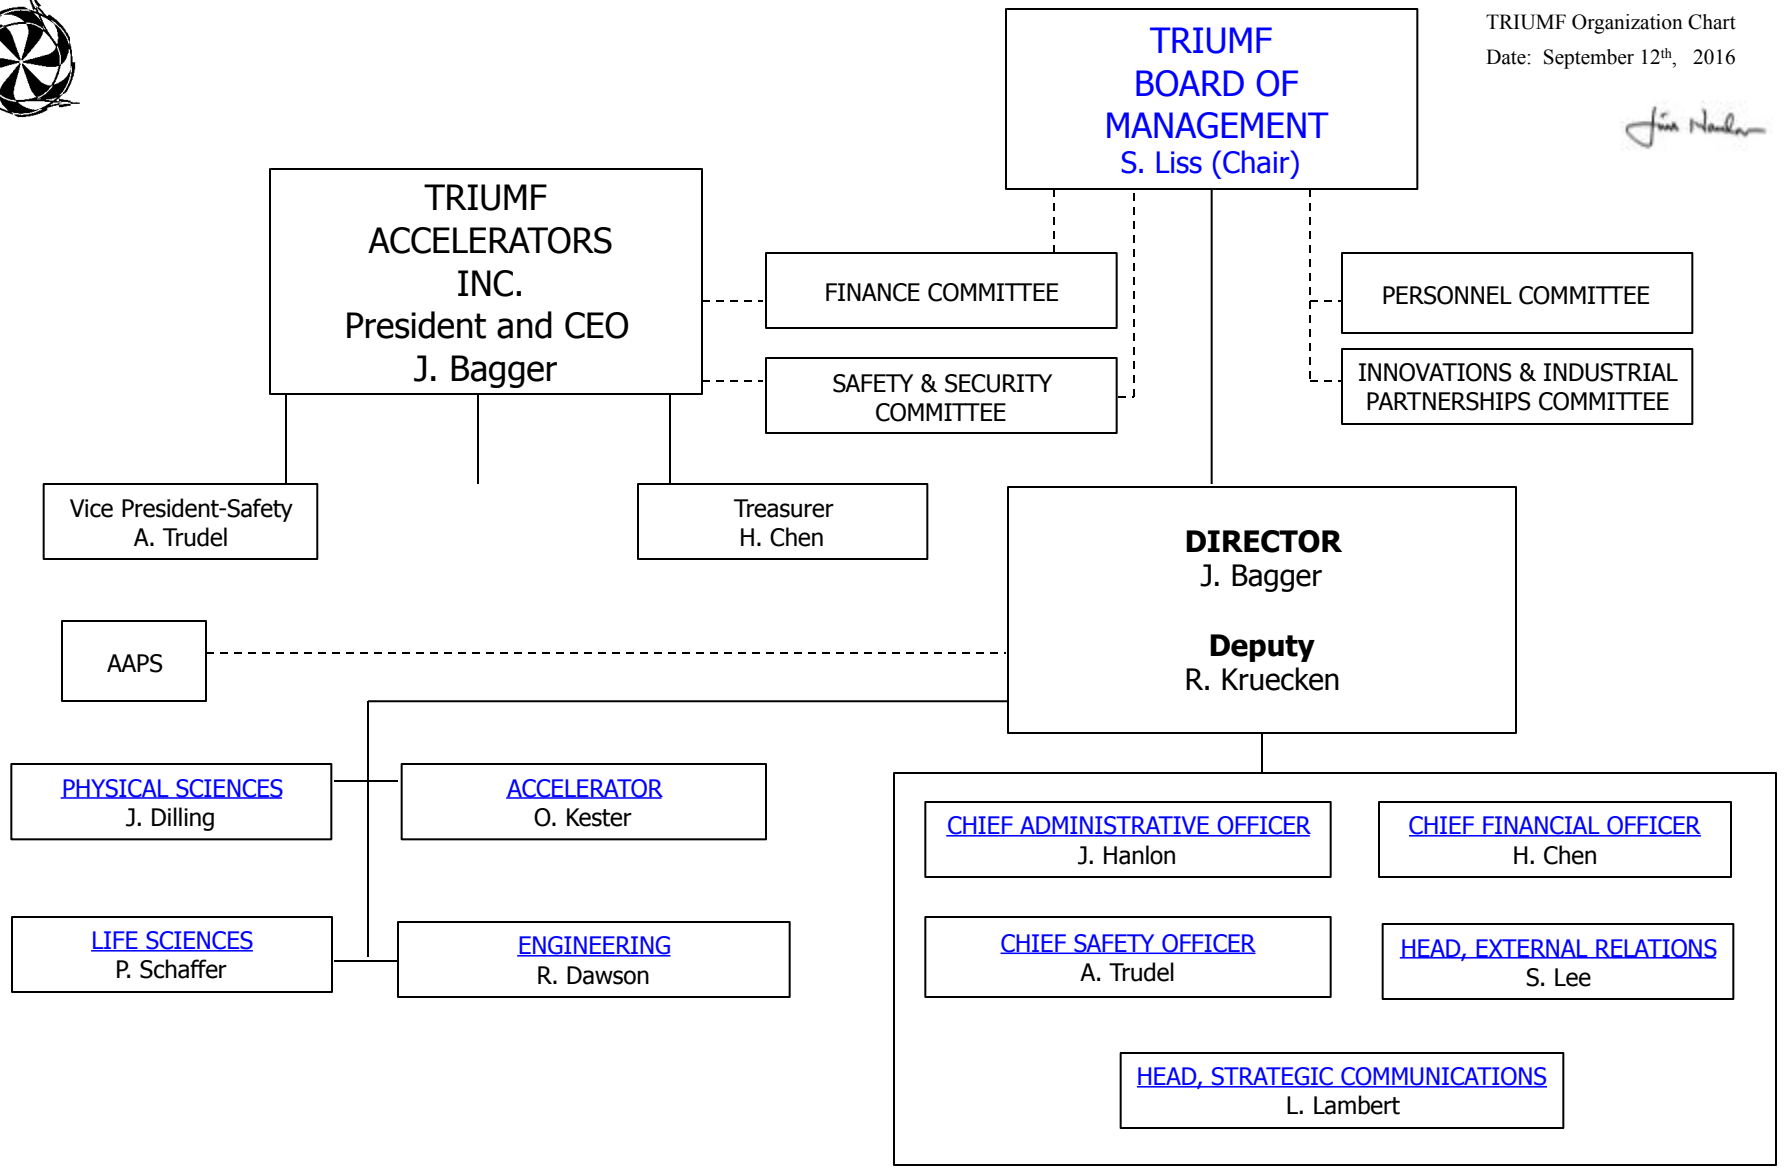 TRIUMF Organization Chart
Date: September 12th, 2016
TRIUMF
BOARD OF
MANAGEMENT
S. Liss (Chair)
TRIUMF
ACCELERATORS
INC.
President and CEO
J. Bagger
FINANCE COMMITTEE
PERSONNEL COMMITTEE
SAFETY & SECURITY
COMMITTEE
INNOVATIONS & INDUSTRIAL
PARTNERSHIPS COMMITTEE
Vice President-Safety
A. Trudel
Treasurer
H. Chen
DIRECTOR
J. Bagger
Deputy
R. Kruecken
AAPS
PHYSICAL SCIENCES
J. Dilling
ACCELERATOR
O. Kester
LIFE SCIENCES
P. Schaffer
ENGINEERING
R. Dawson
CHIEF ADMINISTRATIVE OFFICER
J. Hanlon
CHIEF FINANCIAL OFFICER
H. Chen
CHIEF SAFETY OFFICER
A. Trudel
HEAD, EXTERNAL RELATIONS
S. Lee
HEAD, STRATEGIC COMMUNICATIONS
L. Lambert